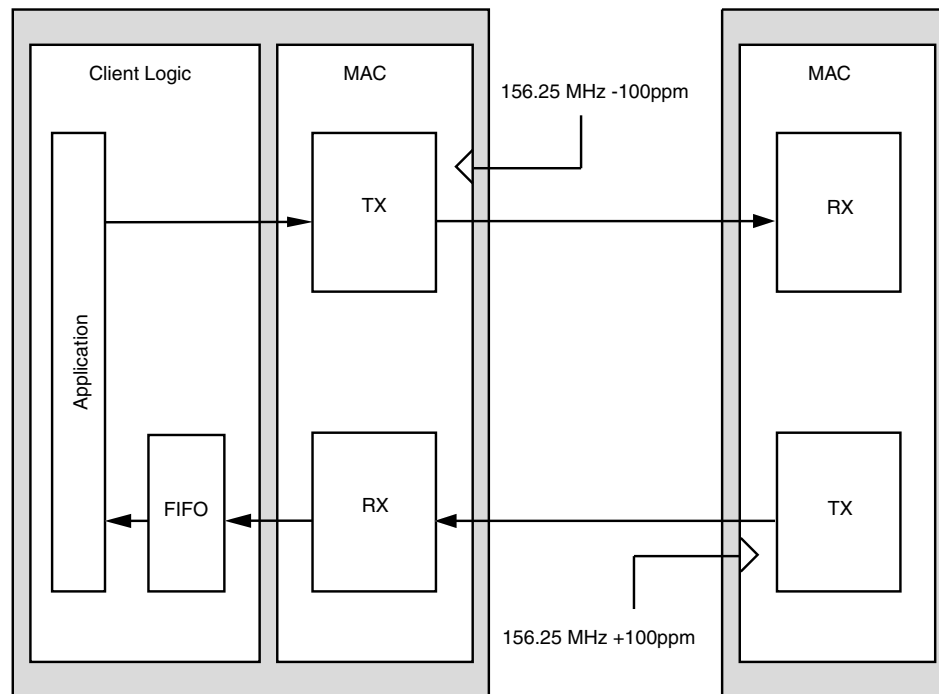 Client Logic
MAC
156.25 MHz -100ppm
MAC
TX
RX
Application
FIFO
RX
TX
156.25 MHz +100ppm